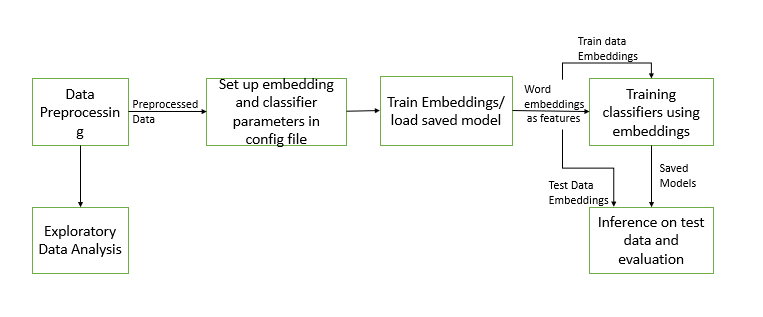 Train data
Embeddings
Data
Preprocessin
g
Preprocessed
Data
Set up embedding
and classifier
parameters in
config file
Train Embeddings/
load saved model
Word
embeddings
as features
Training
classifiers using
embeddings
Test Data
Embeddings
Saved
Models
Exploratory
Data Analysis
Inference on test
data and
evaluation